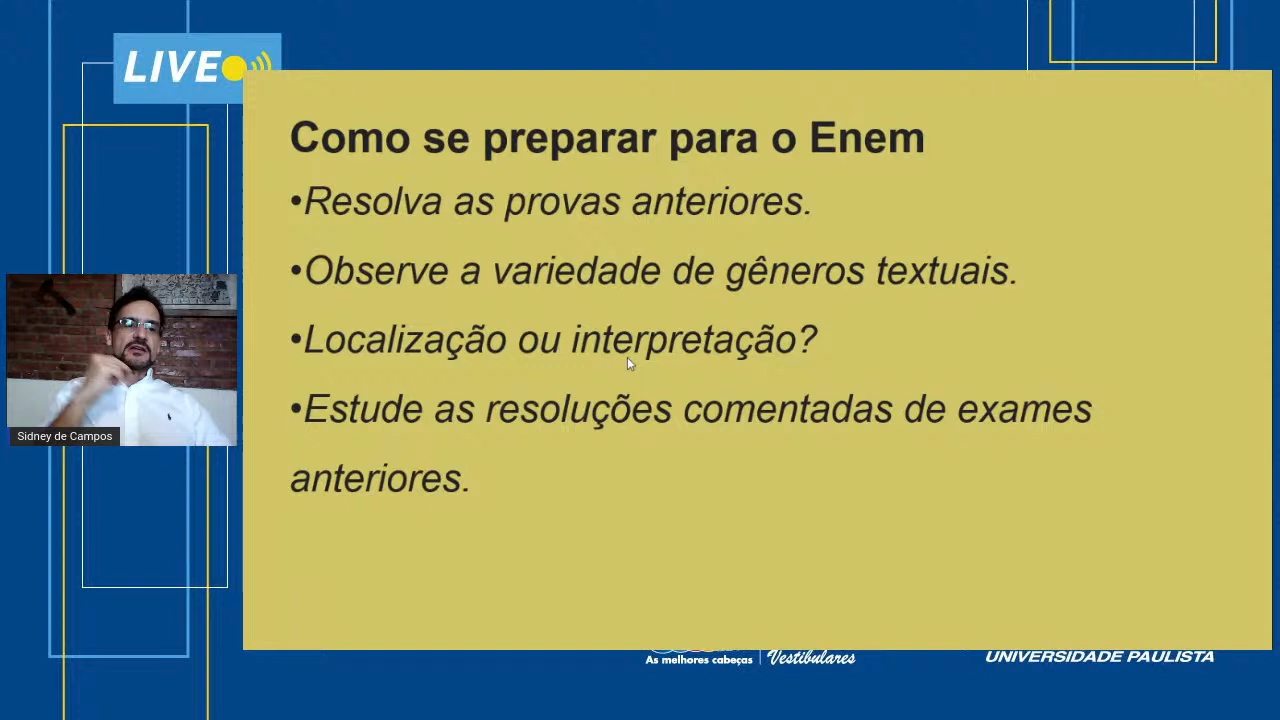 LIVE
Como se preparar para o Enem
•Resolva as provas anteriores.
•Observe a variedade de gêneros textuais.
•Localização ou interpretação?
•Estude as resoluções comentadas de exames
anteriores.
Sidney de Campos
As melhores cabeças | Vestibulares
UNIVERSIDADE PAULISTA